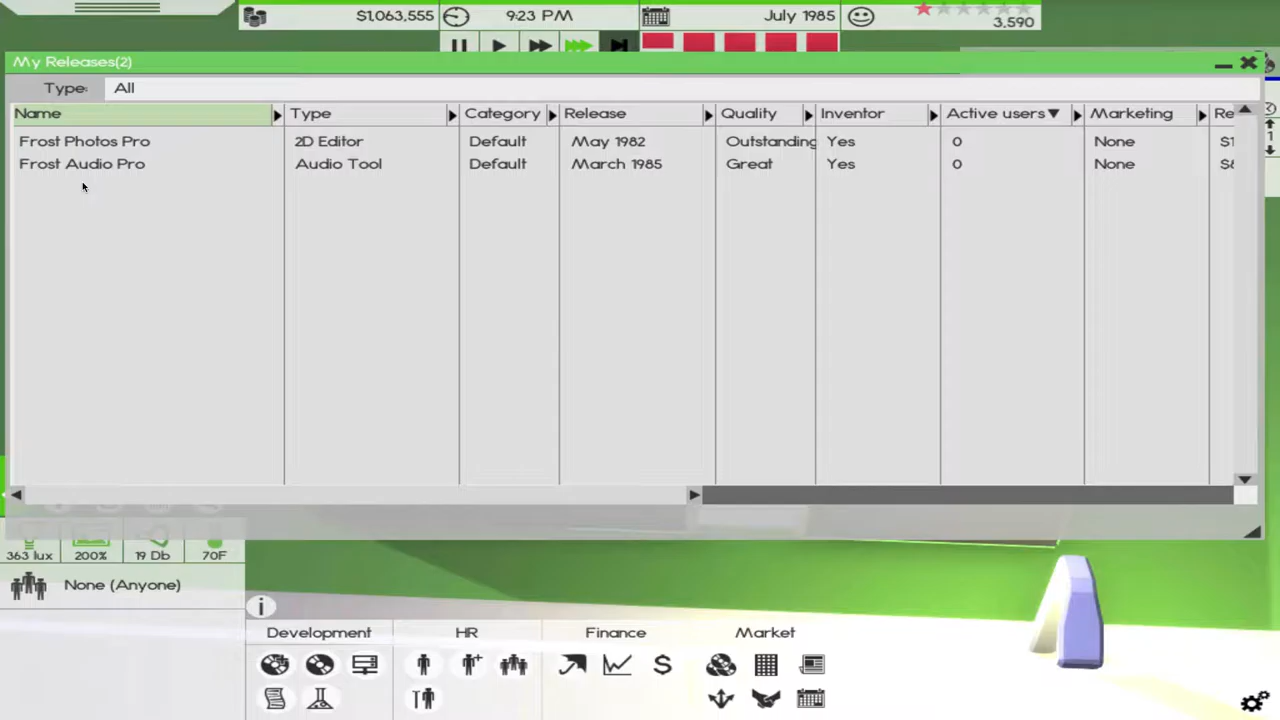 $1,063,555 9:23 PM July 1985 3.590
My Releases(2)
Type: All
Name Type Category Release Quality Inventor Active users Marketing Re
Frost Photos Pro 2D Editor Default May 1982 Outstanding Yes 0 None $1
Frost Audio Pro Audio Tool Default March 1985 Great Yes 0 None
1
363 lux 200% 19 Db 70F
None (Anyone)
i
Development HR Finance Market